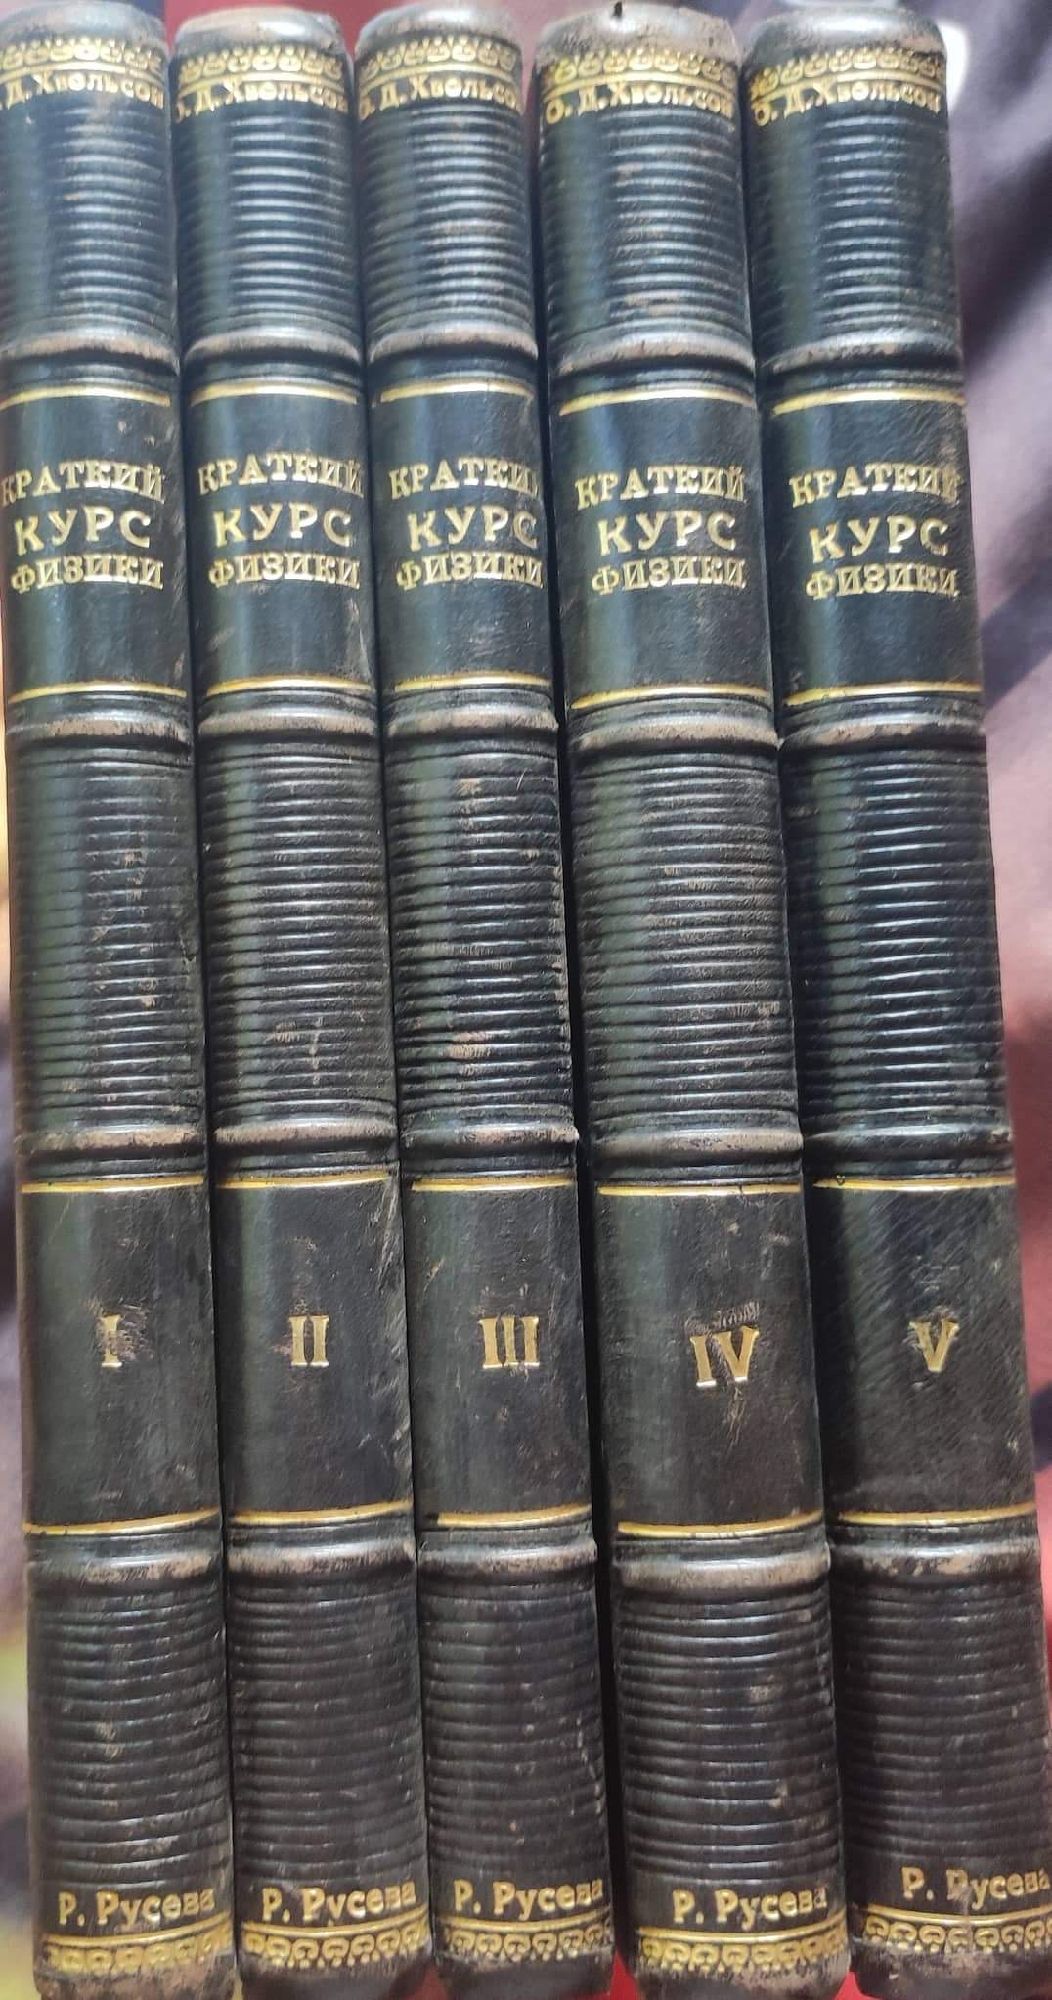 О. Д. Хвольсон
КРАТКИЙ
КУРС
ФИЗИКИ.
I
Р. Русева
О. Д. Хвольсон
КРАТКИЙ
КУРС
ФИЗИКИ.
II
Р. Русева
О. Д. Хвольсон
КРАТКИЙ
КУРС
ФИЗИКИ.
III
Р. Русева
О. Д. Хвольсон
КРАТКИЙ
КУРС
ФИЗИКИ.
IV
Р. Русева
О. Д. Хвольсон
КРАТКИЙ
КУРС
ФИЗИКИ.
V
Р. Русева